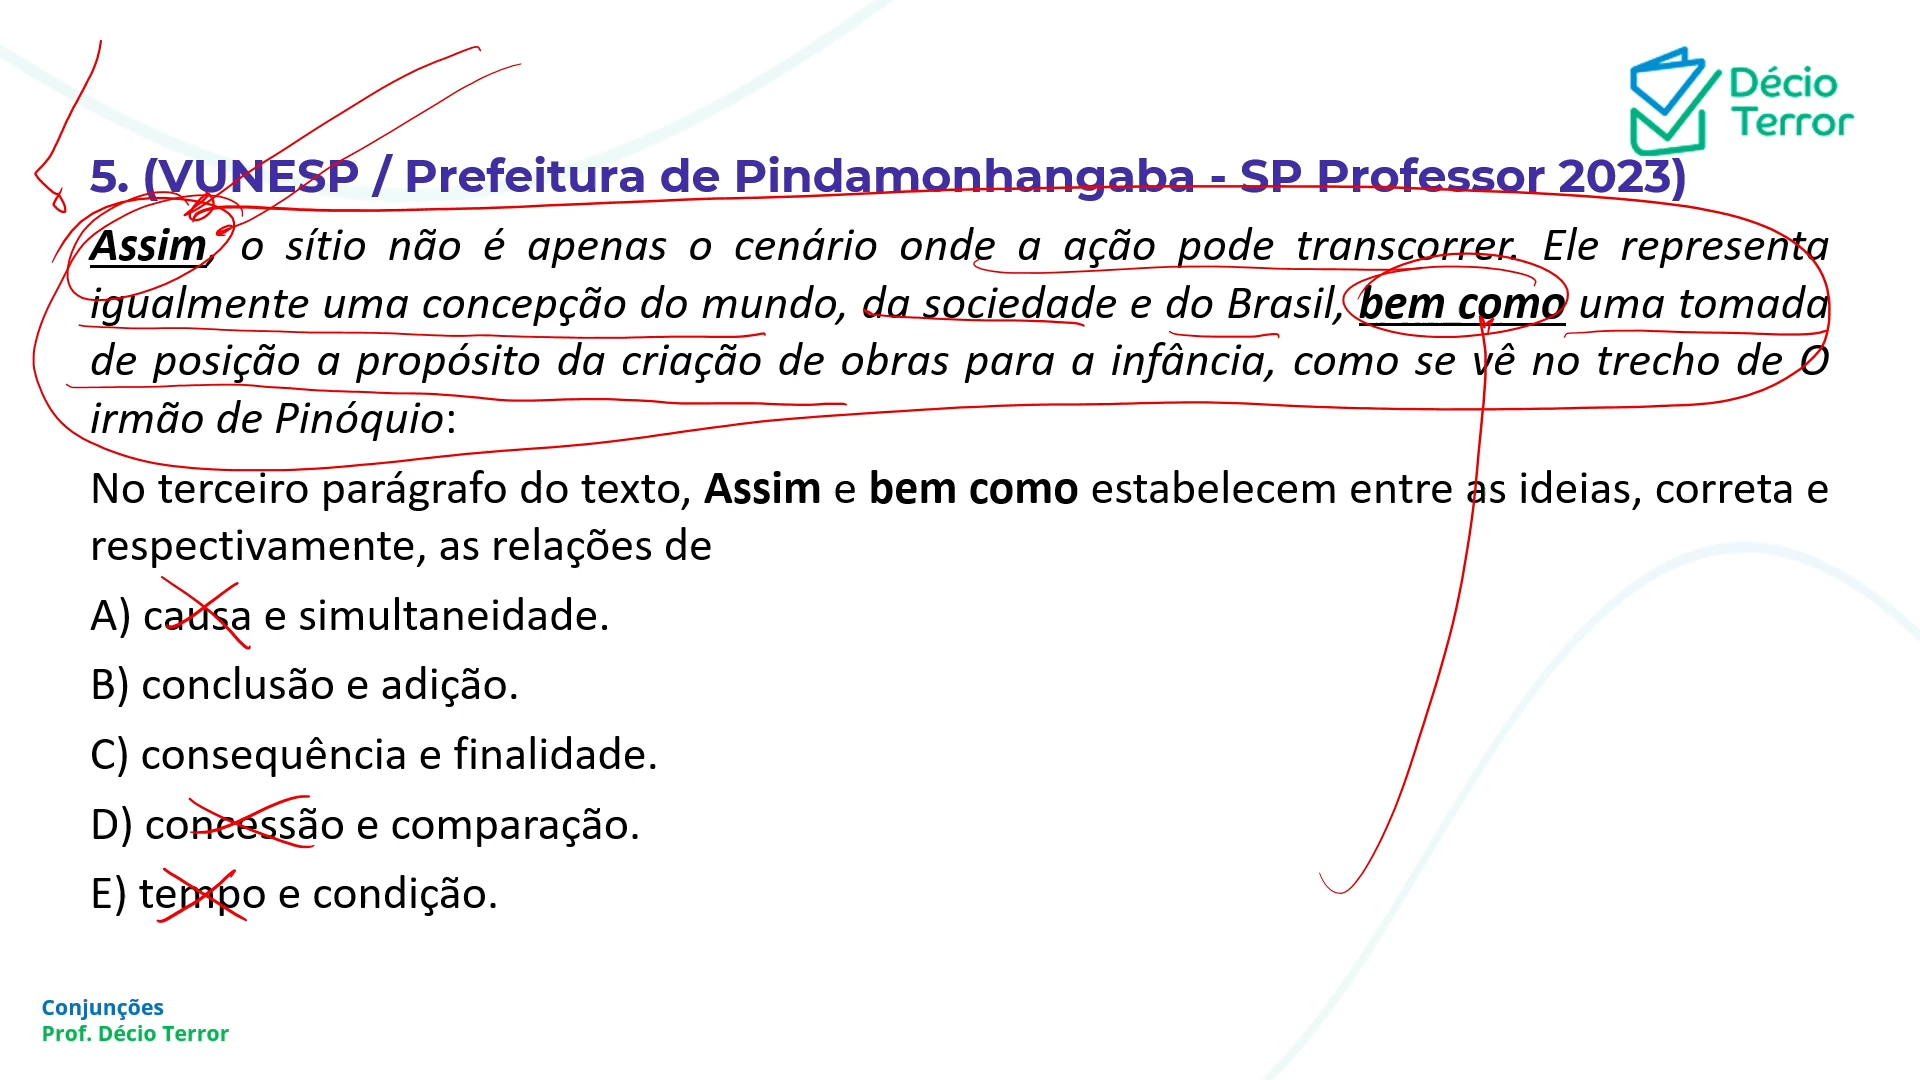 Décio
Terror
5. (VUNESP / Prefeitura de Pindamonhangaba - SP Professor 2023)
Assim, o sítio não é apenas o cenário onde a ação pode transcorrer. Ele representa
igualmente uma concepção do mundo, da sociedade e do Brasil, bem como uma tomada
de posição a propósito da criação de obras para a infância, como se vê no trecho de O
irmão de Pinóquio:
No terceiro parágrafo do texto, Assim e bem como estabelecem entre as ideias, correta e
respectivamente, as relações de
A) causa e simultaneidade.
B) conclusão e adição.
C) consequência e finalidade.
D) concessão e comparação.
E) tempo e condição.
Conjunções
Prof. Décio Terror